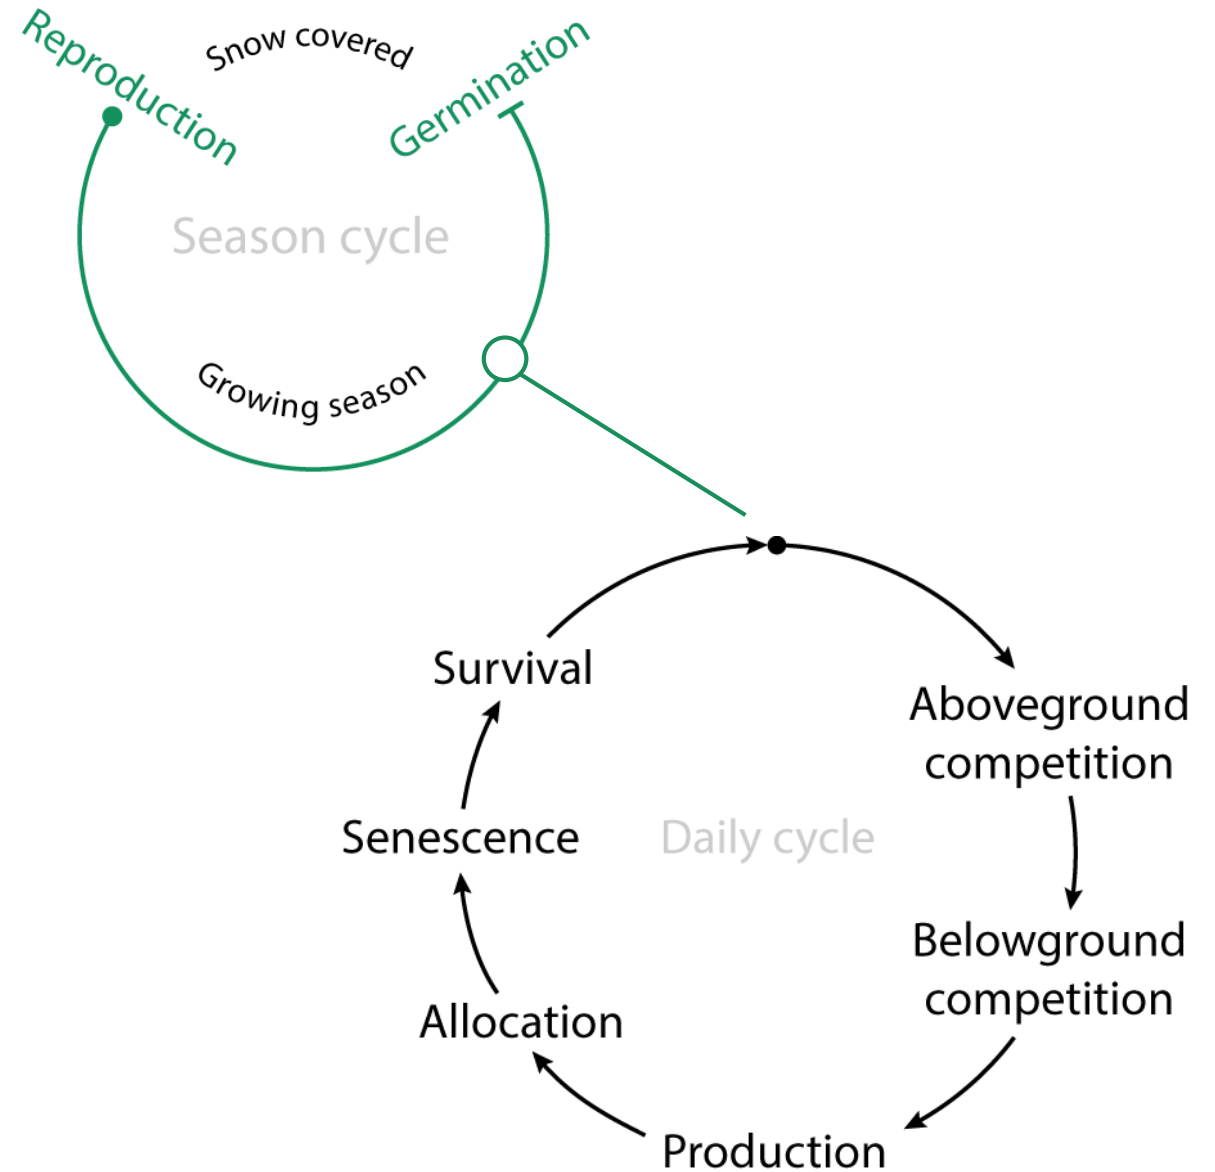 Reproduction
Snow covered
Germination
Season cycle
Growing season
Survival
Aboveground
competition
Senescence
Daily cycle
Belowground
competition
Allocation
Production